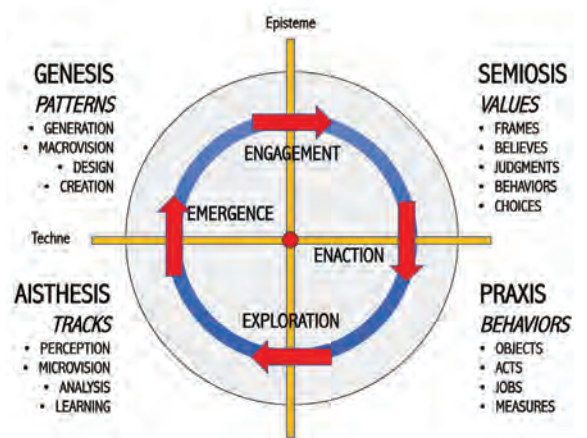 Episteme
GENESIS
PATTERNS
• GENERATION
• MACROVISION
• DESIGN
• CREATION
SEMIOSIS
VALUES
• FRAMES
• BELIEVES
• JUDGMENTS
• BEHAVIORS
• CHOICES
ENGAGEMENT
EMERGENCE
Techne
ENACTION
EXPLORATION
AISTHESIS
TRACKS
• PERCEPTION
• MICROVISION
• ANALYSIS
• LEARNING
PRAXIS
BEHAVIORS
• OBJECTS
• ACTS
• JOBS
• MEASURES